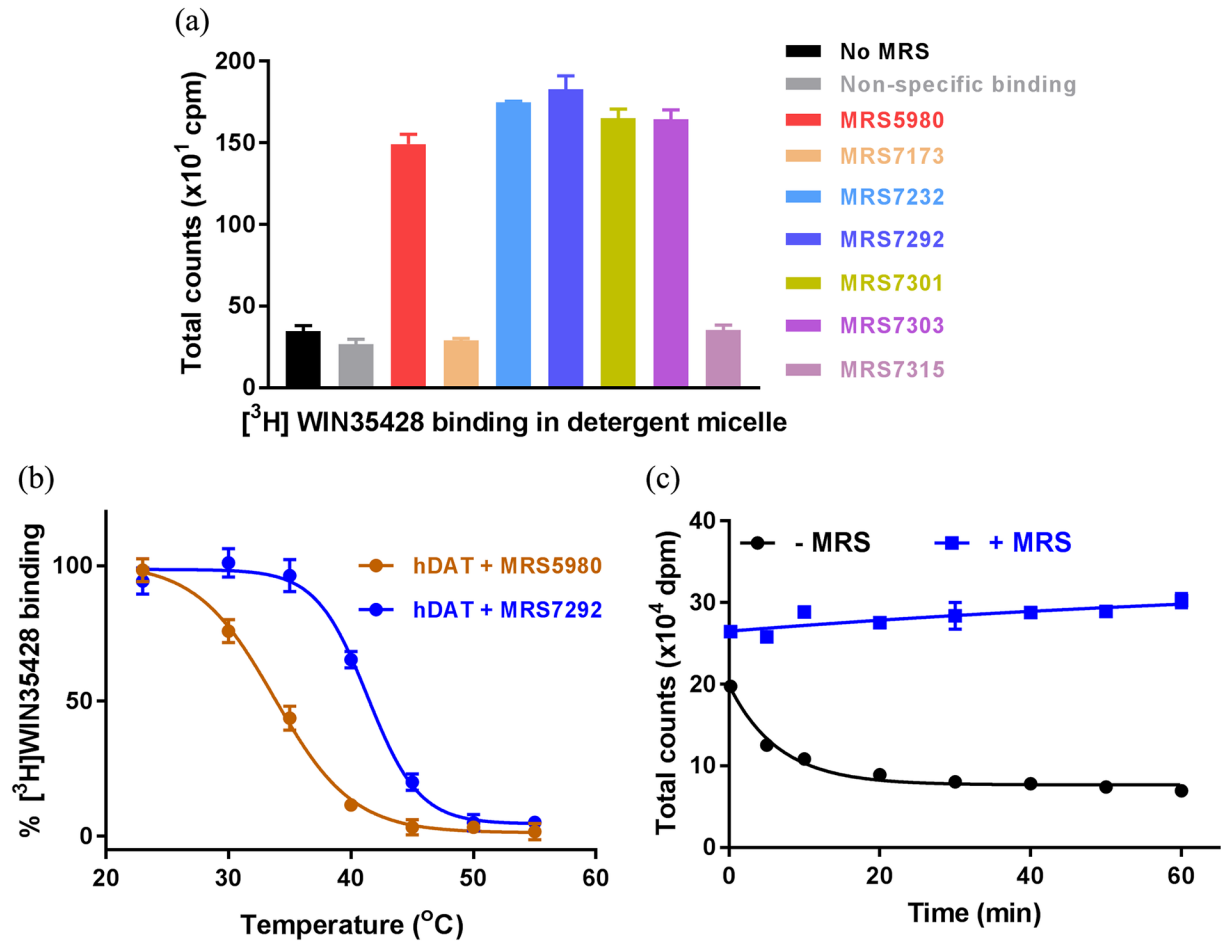 (a)
Total counts (x10¹ cpm)
200
150
100
50
0
[³H] WIN35428 binding in detergent micelle
No MRS
Non-specific binding
MRS5980
MRS7173
MRS7232
MRS7292
MRS7301
MRS7303
MRS7315
(b)
% [³H]WIN35428 binding
100
50
0
20
30
40
50
60
Temperature (ᴼC)
hDAT + MRS5980
hDAT + MRS7292
(c)
Total counts (x10⁴ dpm)
40
30
20
10
0
0
20
40
60
Time (min)
- MRS
+ MRS